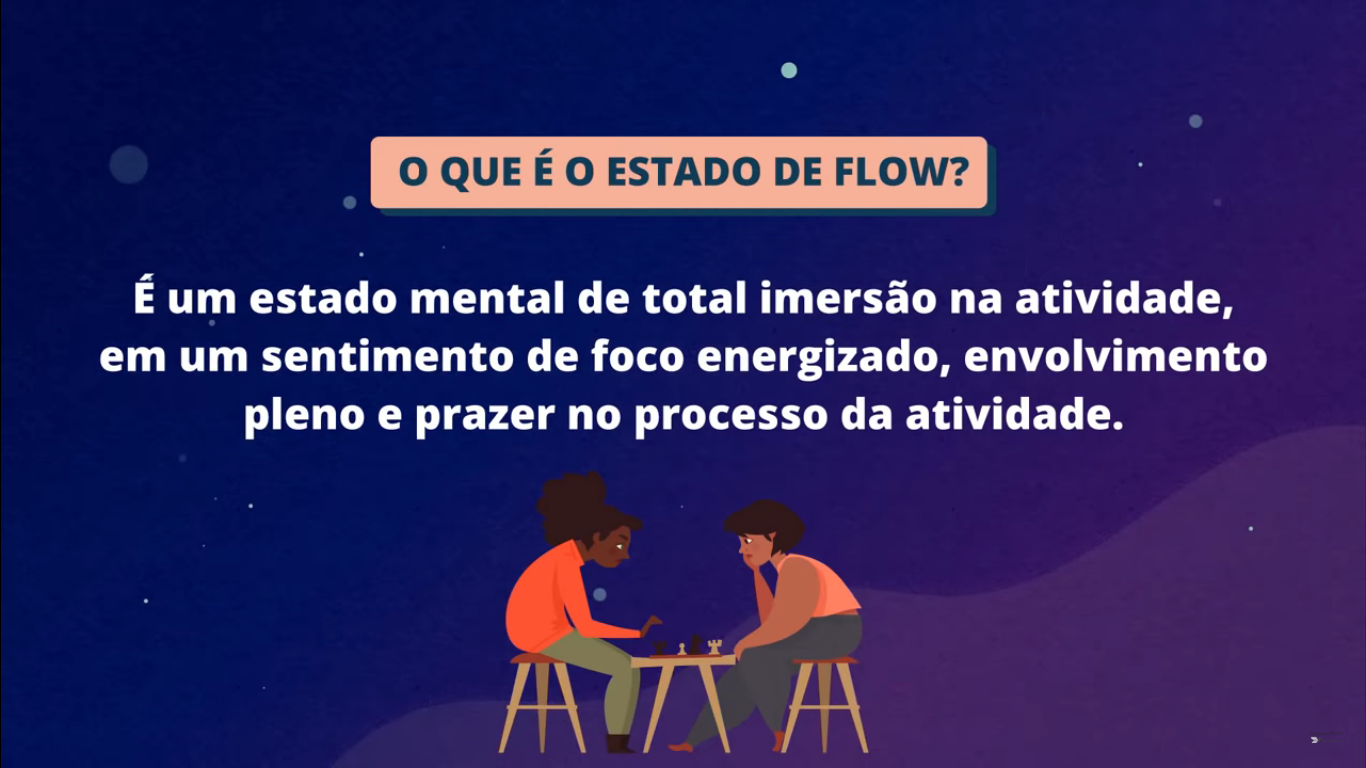 O QUE É O ESTADO DE FLOW?
É um estado mental de total imersão na atividade,
em um sentimento de foco energizado, envolvimento
pleno e prazer no processo da atividade.